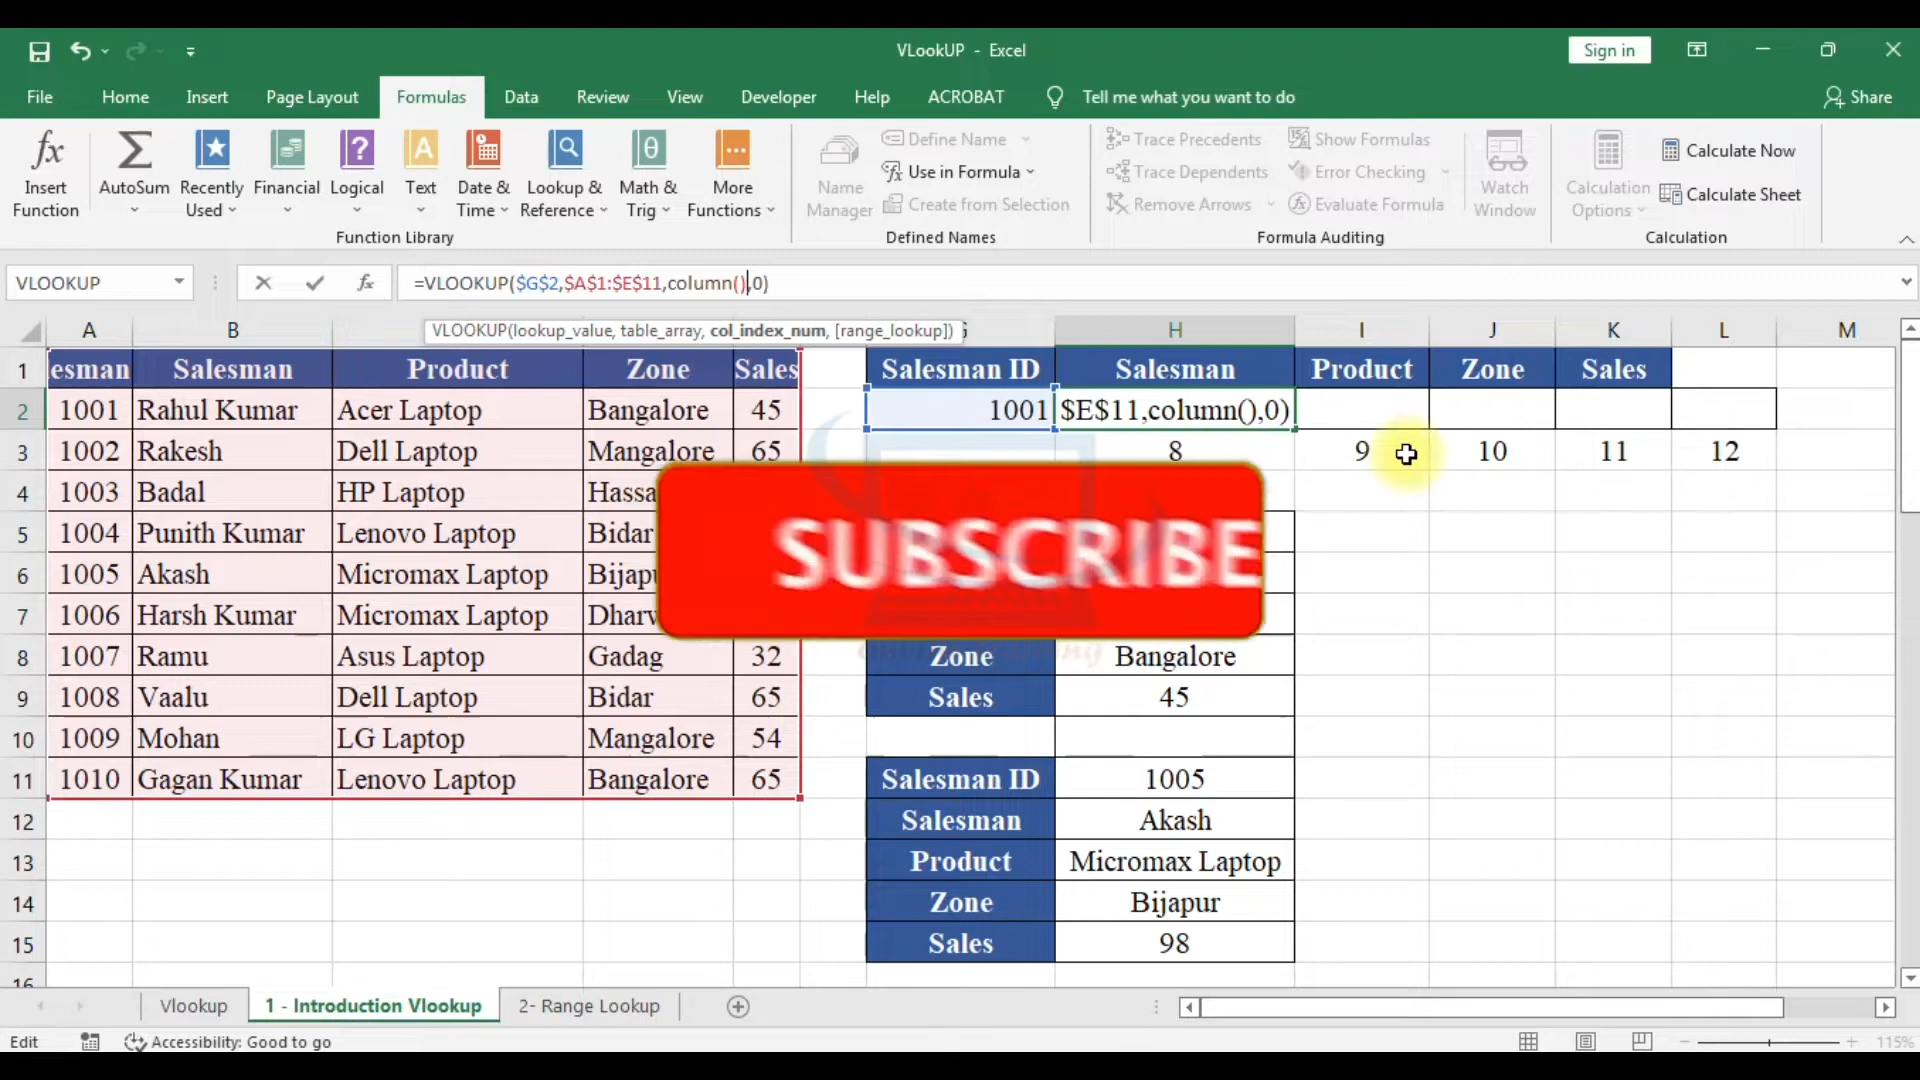 VLookUP - Excel
Sign in
File Home Insert Page Layout Formulas Data Review View Developer Help ACROBAT Tell me what you want to do Share
Insert Function
AutoSum
Recently Used
Financial
Logical
Text
Date & Time
Lookup & Reference
Math & Trig
More Functions
Function Library
Name Manager
Define Name
Use in Formula
Create from Selection
Defined Names
Trace Precedents
Trace Dependents
Remove Arrows
Show Formulas
Error Checking
Evaluate Formula
Watch Window
Formula Auditing
Calculation Options
Calculate Now
Calculate Sheet
Calculation
VLOOKUP fx =VLOOKUP($G$2,$A$1:$E$11,column(),0)
VLOOKUP(lookup_value, table_array, col_index_num, [range_lookup])
A B H I J K L M
1 esman Salesman Product Zone Sales Salesman ID Salesman Product Zone Sales
2 1001 Rahul Kumar Acer Laptop Bangalore 45 1001 $E$11,column(),0)
3 1002 Rakesh Dell Laptop Mangalore 65 8 9 10 11 12
4 1003 Badal HP Laptop Hassa
5 1004 Punith Kumar Lenovo Laptop Bidar
SUBSCRIBE
6 1005 Akash Micromax Laptop Bijapu
7 1006 Harsh Kumar Micromax Laptop Dharv
8 1007 Ramu Asus Laptop Gadag 32 Zone Bangalore
9 1008 Vaalu Dell Laptop Bidar 65 Sales 45
10 1009 Mohan LG Laptop Mangalore 54
11 1010 Gagan Kumar Lenovo Laptop Bangalore 65 Salesman ID 1005
12 Salesman Akash
13 Product Micromax Laptop
14 Zone Bijapur
15 Sales 98
16
Vlookup 1 - Introduction Vlookup 2- Range Lookup
Edit Accessibility: Good to go 115%